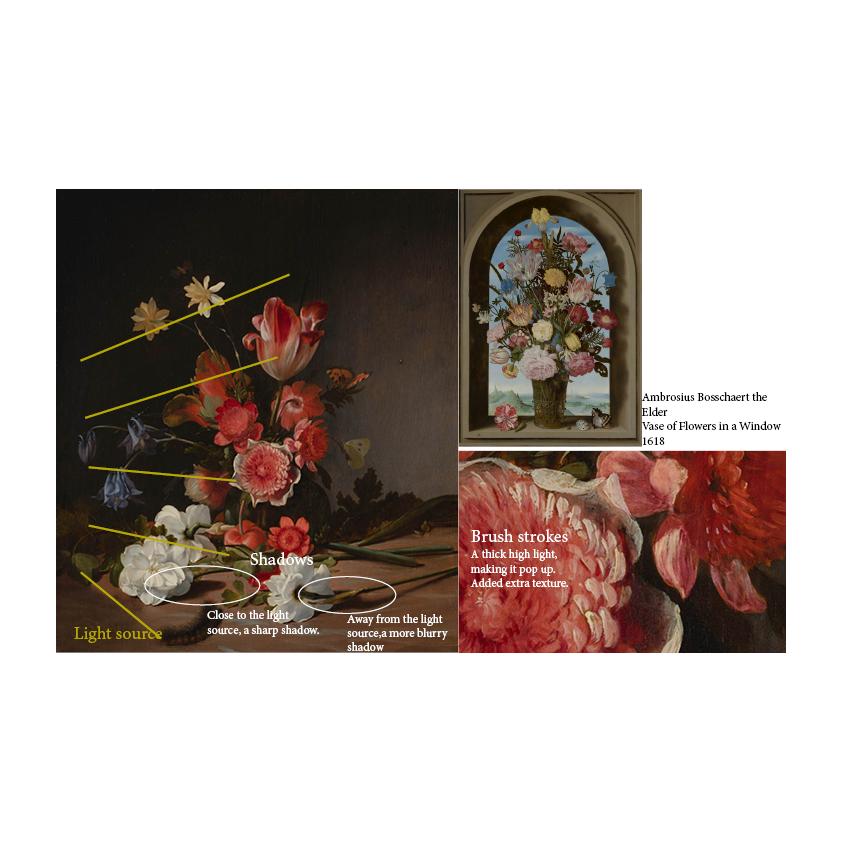 Light source
Shadows
Close to the light
source, a sharp shadow.
Away from the light
source,a more blurry
shadow
Ambrosius Bosschaert the
Elder
Vase of Flowers in a Window
1618
Brush strokes
A thick high light,
making it pop up.
Added extra texture.